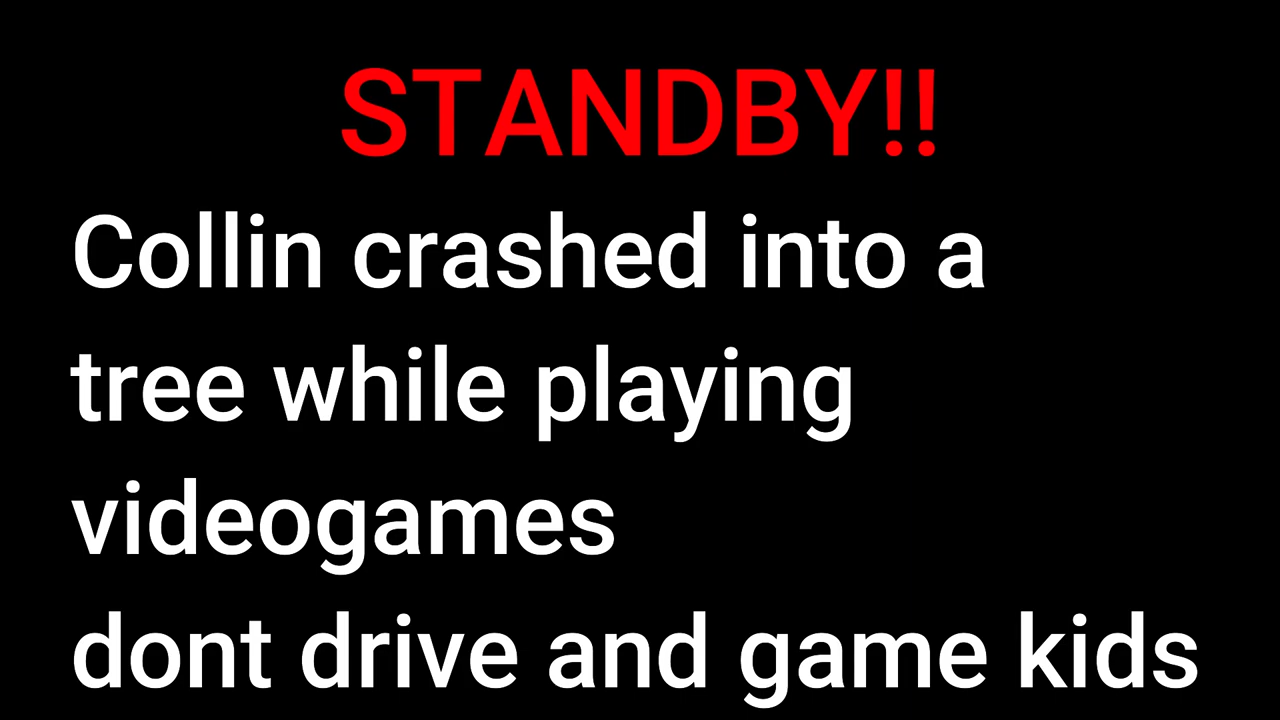 STANDBY!!
Collin crashed into a
tree while playing
videogames
dont drive and game kids